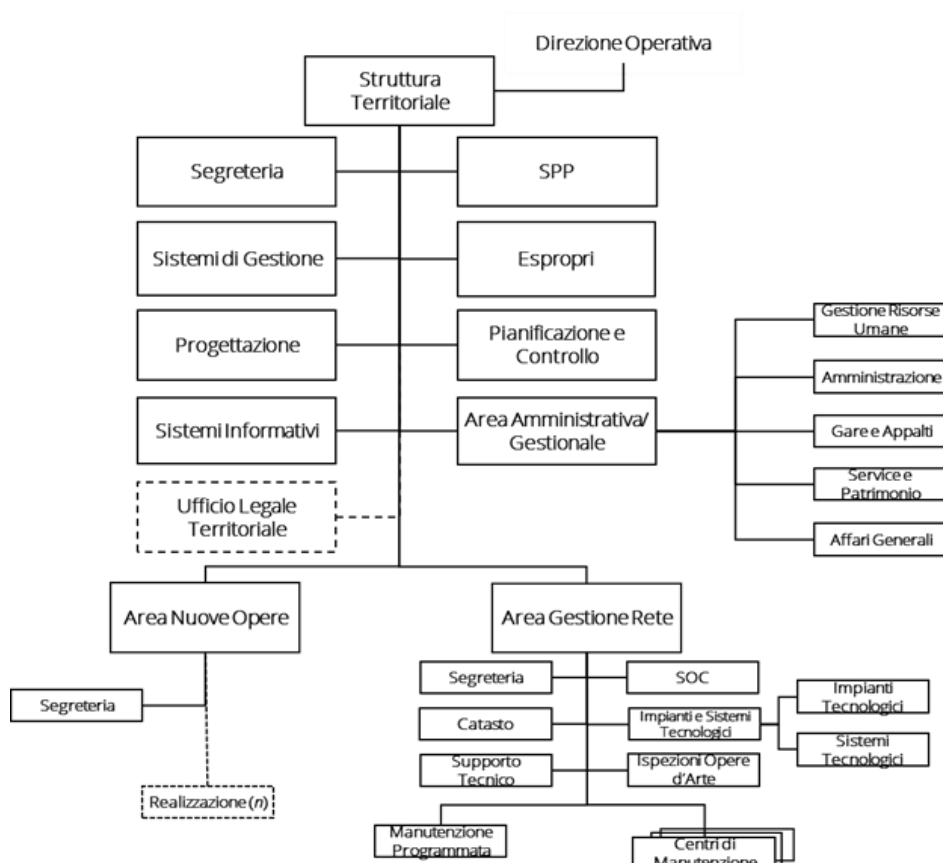 Direzione Operativa
Struttura
Territoriale
Segreteria
SPP
Sistemi di Gestione
Espropri
Progettazione
Pianificazione e
Controllo
Sistemi Informativi
Area Amministrativa/
Gestionale
Gestione Risorse
Umane
Amministrazione
Gare e Appalti
Service e
Patrimonio
Affari Generali
Ufficio Legale
Territoriale
Area Nuove Opere
Segreteria
Realizzazione (n)
Area Gestione Rete
Segreteria
SOC
Catasto
Impianti e Sistemi
Tecnologici
Impianti
Tecnologici
Sistemi
Tecnologici
Supporto
Tecnico
Ispezioni Opere
d'Arte
Manutenzione
Programmata
Centri di
Manutenzione